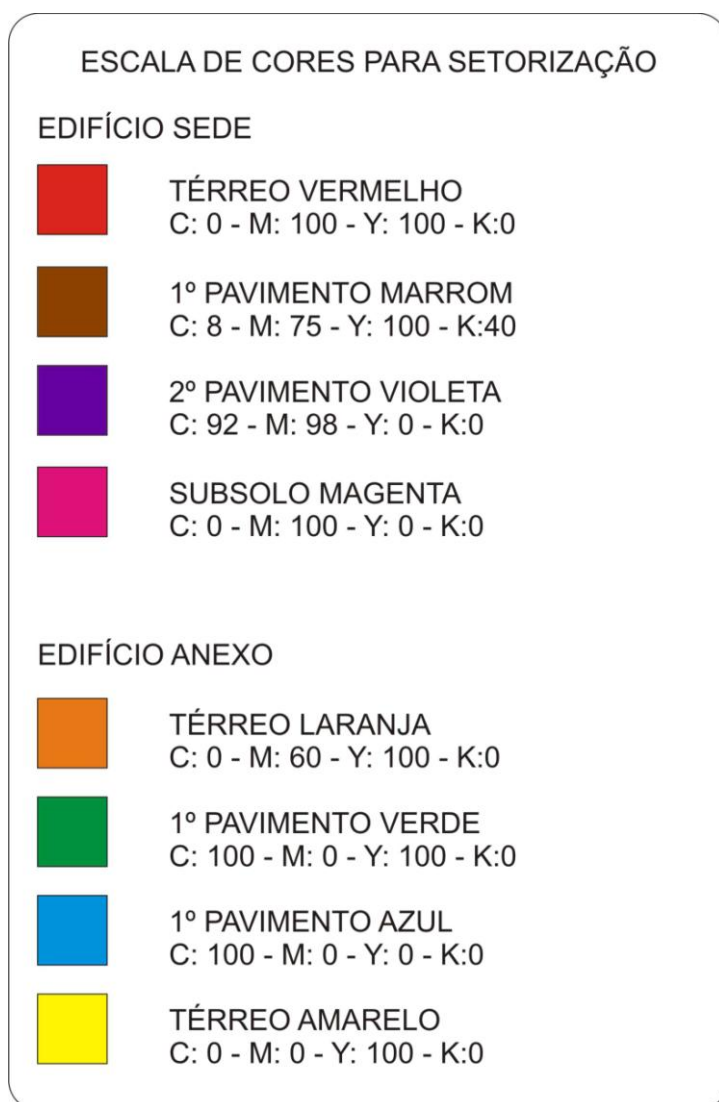 ESCALA DE CORES PARA SETORIZAÇÃO
EDIFÍCIO SEDE
TÉRREO VERMELHO
C: 0 - M: 100 - Y: 100 - K:0
1º PAVIMENTO MARROM
C: 8 - M: 75 - Y: 100 - K:40
2º PAVIMENTO VIOLETA
C: 92 - M: 98 - Y: 0 - K:0
SUBSOLO MAGENTA
C: 0 - M: 100 - Y: 0 - K:0
EDIFÍCIO ANEXO
TÉRREO LARANJA
C: 0 - M: 60 - Y: 100 - K:0
1º PAVIMENTO VERDE
C: 100 - M: 0 - Y: 100 - K:0
1º PAVIMENTO AZUL
C: 100 - M: 0 - Y: 0 - K:0
TÉRREO AMARELO
C: 0 - M: 0 - Y: 100 - K:0